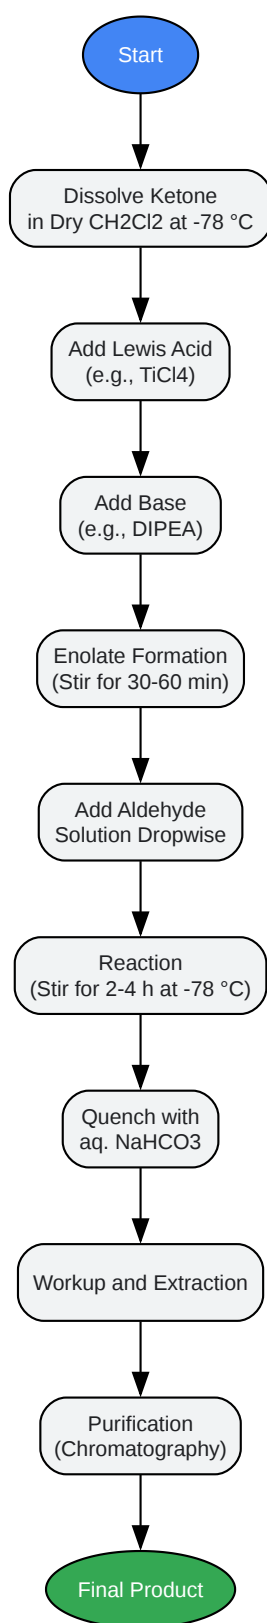 Start
Dissolve Ketone
in Dry CH2Cl2 at -78 °C
Add Lewis Acid
(e.g., TiCl4)
Add Base
(e.g., DIPEA)
Enolate Formation
(Stir for 30-60 min)
Add Aldehyde
Solution Dropwise
Reaction
(Stir for 2-4 h at -78 °C)
Quench with
aq. NaHCO3
Workup and Extraction
Purification
(Chromatography)
Final Product